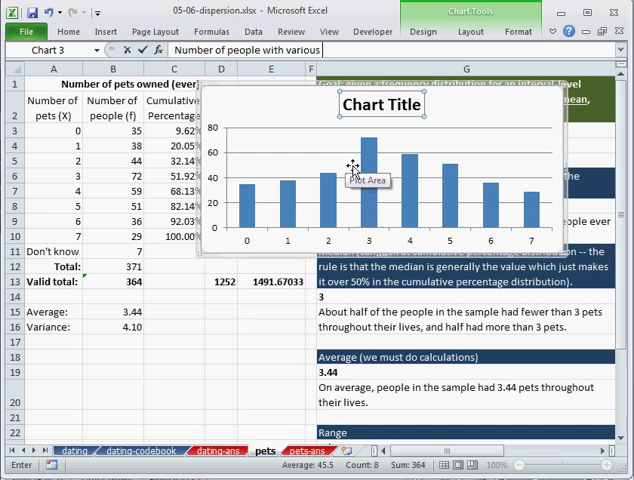 05-06-dispersion.xlsx - Microsoft Excel
Chart Tools
File Home Insert Page Layout Formulas Data Review View Developer Design Layout Format
Chart 3 fx Number of people with various
A B C D E F G
1 Number of pets owned (ever)
2 Number of pets (X) Number of people (f) Cumulative Percentage
3 0 35 9.62%
4 1 38 20.05%
5 2 44 32.14%
6 3 72 51.92%
7 4 59 68.13%
8 5 51 82.14%
9 6 36 92.03%
10 7 29 100.00%
11 Don't know 7
12 Total: 371
13 Valid total: 364 1252 1491.67033
14
15 Average: 3.44
16 Variance: 4.10
17
18
19
20
21
22
Chart Title
80
60
40
20
0
0 1 2 3 4 5 6 7
Plot Area
mean,
the
ople ever
rule is that the median is generally the value which just makes
it over 50% in the cumulative percentage distribution).
3
About half of the people in the sample had fewer than 3 pets
throughout their lives, and half had more than 3 pets.
Average (we must do calculations)
3.44
On average, people in the sample had 3.44 pets throughout
their lives.
Range
dating dating-codebook dating-ans pets pets-ans
Enter Average: 45.5 Count: 8 Sum: 364 100%